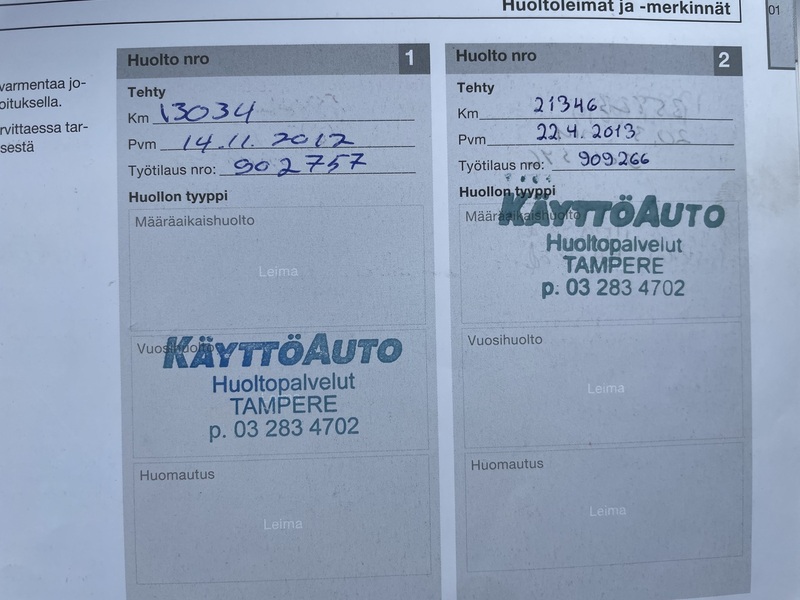 Huoltoleimat ja -merkinnät
01
varmentaa jo-
oituksella.
rvittaessa tar-
sestä
Huolto nro 1
Tehty
Km 13034
Pvm 14.11. 2012
Työtilaus nro: 902757
Huollon tyyppi
Määräaikaishuolto
Leima
Vuosihuolto
KÄYTTÖAUTO
Huoltopalvelut
TAMPERE
p. 03 283 4702
Huomautus
Leima
Huolto nro 2
Tehty
Km 21346
Pvm 22.4. 2013
Työtilaus nro: 909266
Huollon tyyppi
Määräaikaishuolto
KÄYTTÖAUTO
Huoltopalvelut
TAMPERE
p. 03 283 4702
Vuosihuolto
Leima
Huomautus
Leima